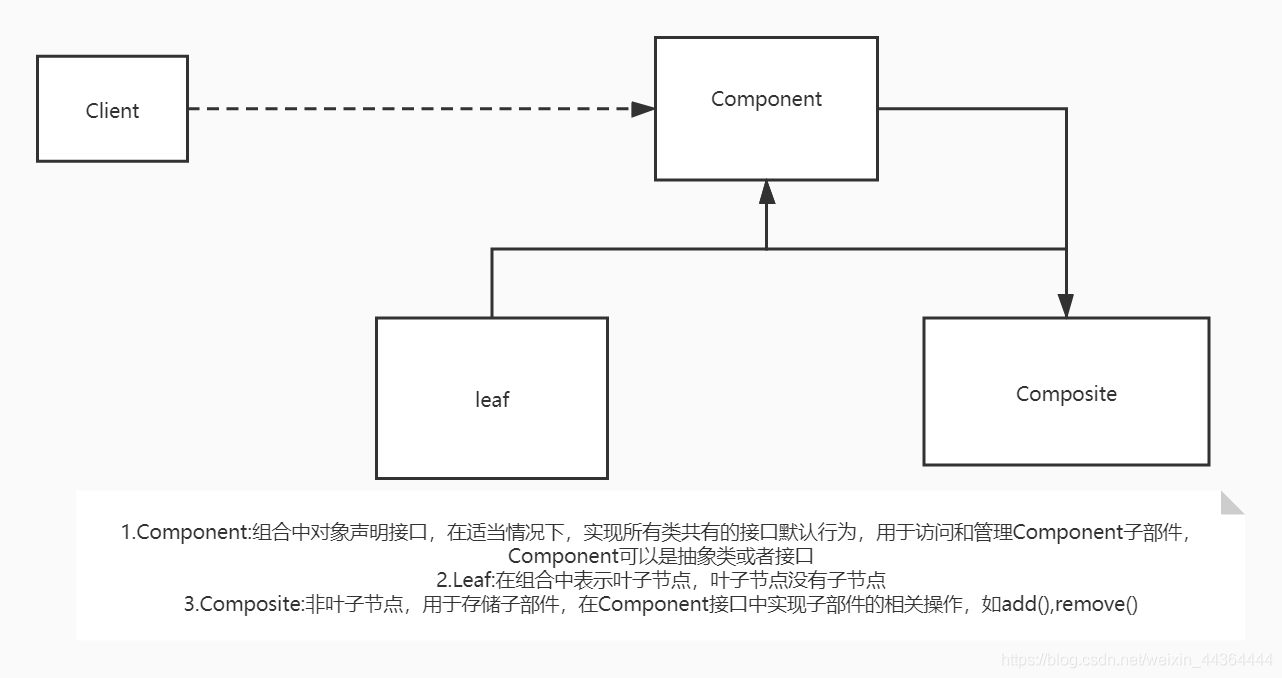 Client
Component
leaf
Composite
1.Component:组合中对象声明接口，在适当情况下，实现所有类共有的接口默认行为，用于访问和管理Component子部件，
Component可以是抽象类或者接口
2.Leaf:在组合中表示叶子节点，叶子节点没有子节点
3.Composite:非叶子节点，用于存储子部件，在Component接口中实现子部件的相关操作，如add(),remove()
https://blog.csdn.net/weixin_44364444